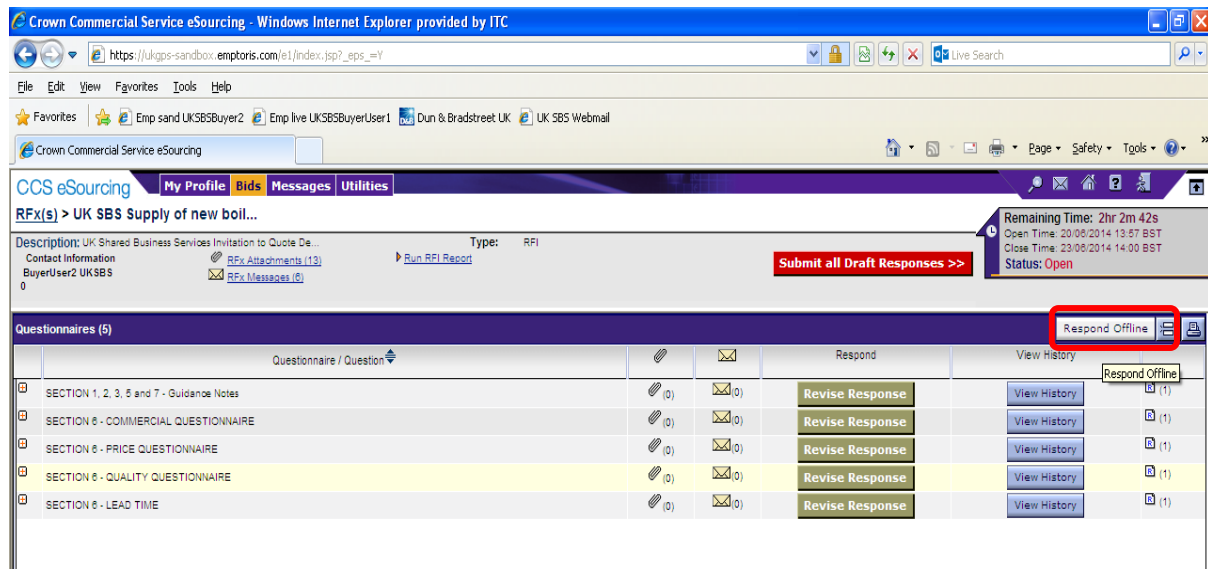 Crown Commercial Service eSourcing - Windows Internet Explorer provided by ITC
https://ukgps-sandbox.emptoris.com/e1/index.jsp?_eps_=Y
Live Search
File Edit View Favorites Tools Help
Favorites Emp sand UKSBSBuyer2 Emp live UKSBSBuyerUser1 Dun & Bradstreet UK UK SBS Webmail
Crown Commercial Service eSourcing
Page Safety Tools »
CCS eSourcing My Profile Bids Messages Utilities
RFx(s) > UK SBS Supply of new boil...
Remaining Time: 2hr 2m 42s
Open Time: 20/06/2014 13:57 BST
Close Time: 23/06/2014 14:00 BST
Status: Open
Description: UK Shared Business Services Invitation to Quote De...
Type: RFI
Contact Information
BuyerUser2 UKSBS
0
RFx Attachments (13)
RFx Messages (6)
Run RFI Report
Submit all Draft Responses >>
Questionnaires (5)
Respond Offline
Questionnaire / Question Respond View History
Respond Offline
SECTION 1, 2, 3, 5 and 7 - Guidance Notes (0) (0) Revise Response View History R (1)
SECTION 6 - COMMERCIAL QUESTIONNAIRE (0) (0) Revise Response View History R (1)
SECTION 6 - PRICE QUESTIONNAIRE (0) (0) Revise Response View History R (1)
SECTION 6 - QUALITY QUESTIONNAIRE (0) (0) Revise Response View History R (1)
SECTION 6 - LEAD TIME (0) (0) Revise Response View History R (1)